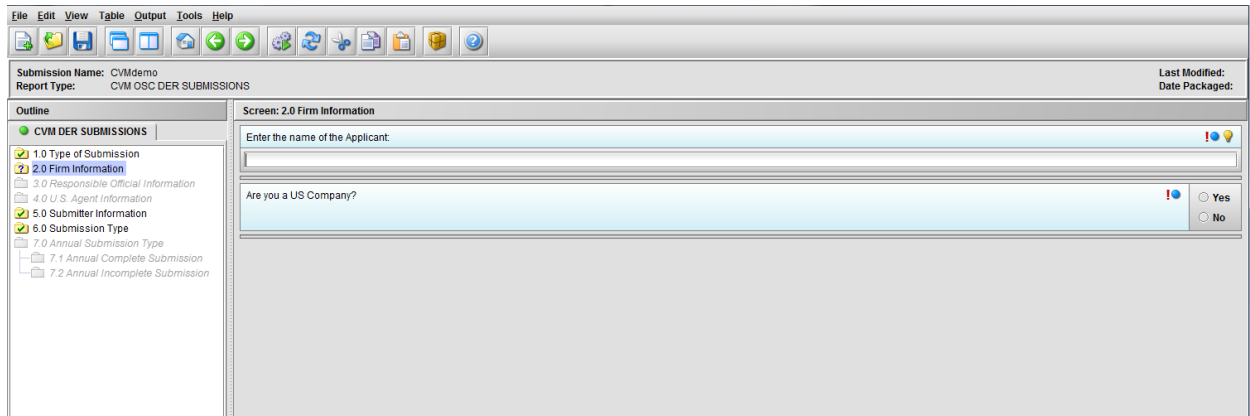 File Edit View Table Output Tools Help
Submission Name: CVMdemo
Last Modified:
Report Type: CVM OSC DER SUBMISSIONS
Date Packaged:
Outline
CVM DER SUBMISSIONS
1.0 Type of Submission
2.0 Firm Information
3.0 Responsible Official Information
4.0 U.S. Agent Information
5.0 Submitter Information
6.0 Submission Type
7.0 Annual Submission Type
7.1 Annual Complete Submission
7.2 Annual Incomplete Submission
Screen: 2.0 Firm Information
Enter the name of the Applicant:
Are you a US Company?
Yes
No